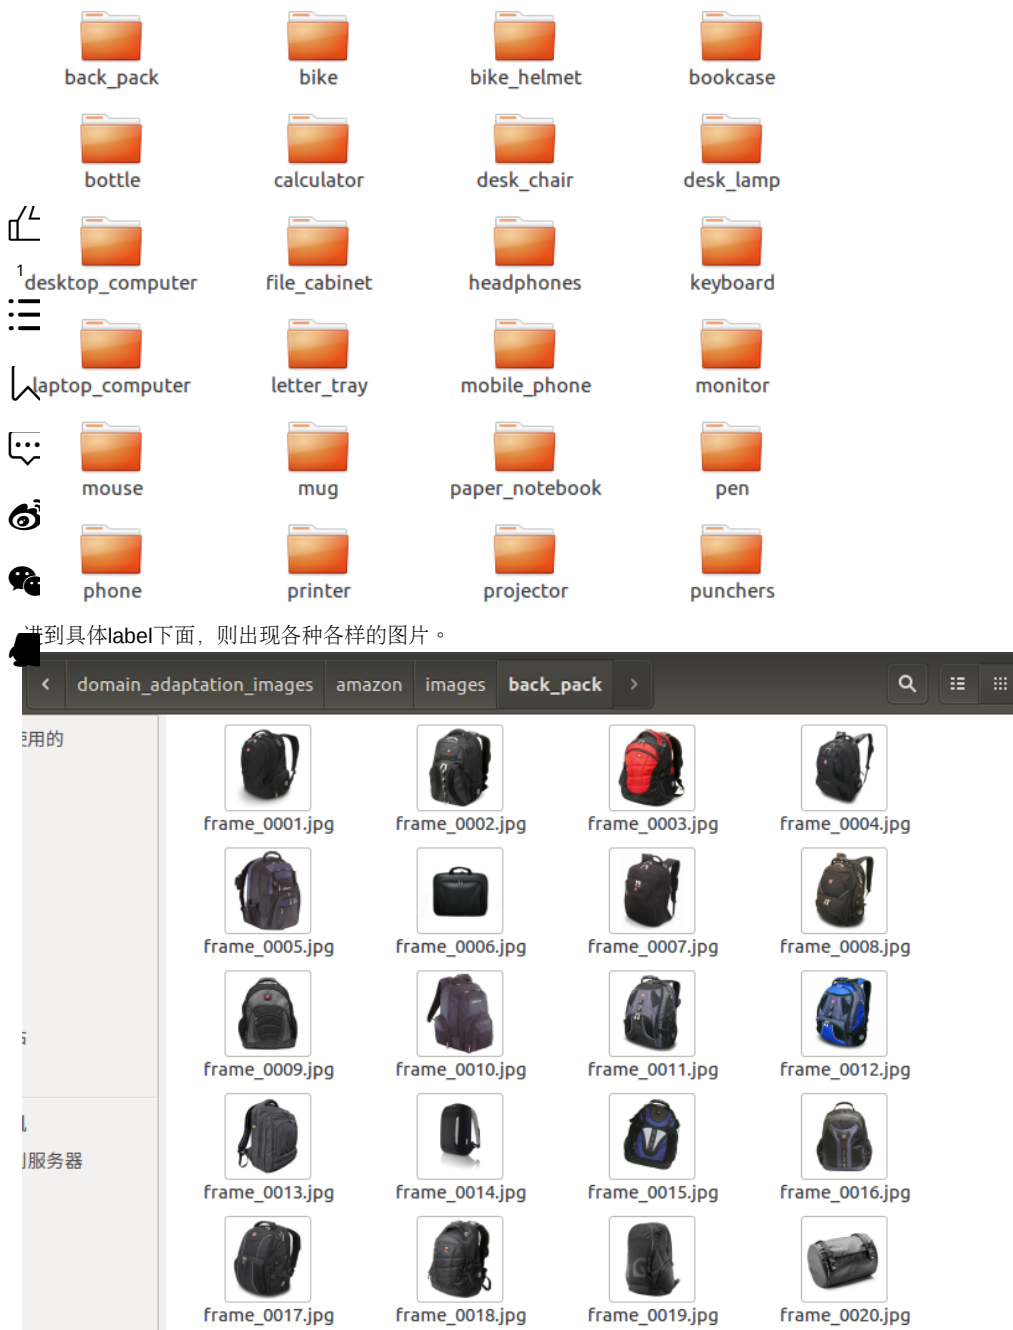 back_pack bike bike_helmet bookcase
bottle calculator desk_chair desk_lamp
1
desktop_computer file_cabinet headphones keyboard
laptop_computer letter_tray mobile_phone monitor
mouse mug paper_notebook pen
phone printer projector punchers
进到具体label下面，则出现各种各样的图片。
domain_adaptation_images amazon images back_pack
使用的
frame_0001.jpg frame_0002.jpg frame_0003.jpg frame_0004.jpg
frame_0005.jpg frame_0006.jpg frame_0007.jpg frame_0008.jpg
frame_0009.jpg frame_0010.jpg frame_0011.jpg frame_0012.jpg
服务器
frame_0013.jpg frame_0014.jpg frame_0015.jpg frame_0016.jpg
frame_0017.jpg frame_0018.jpg frame_0019.jpg frame_0020.jpg